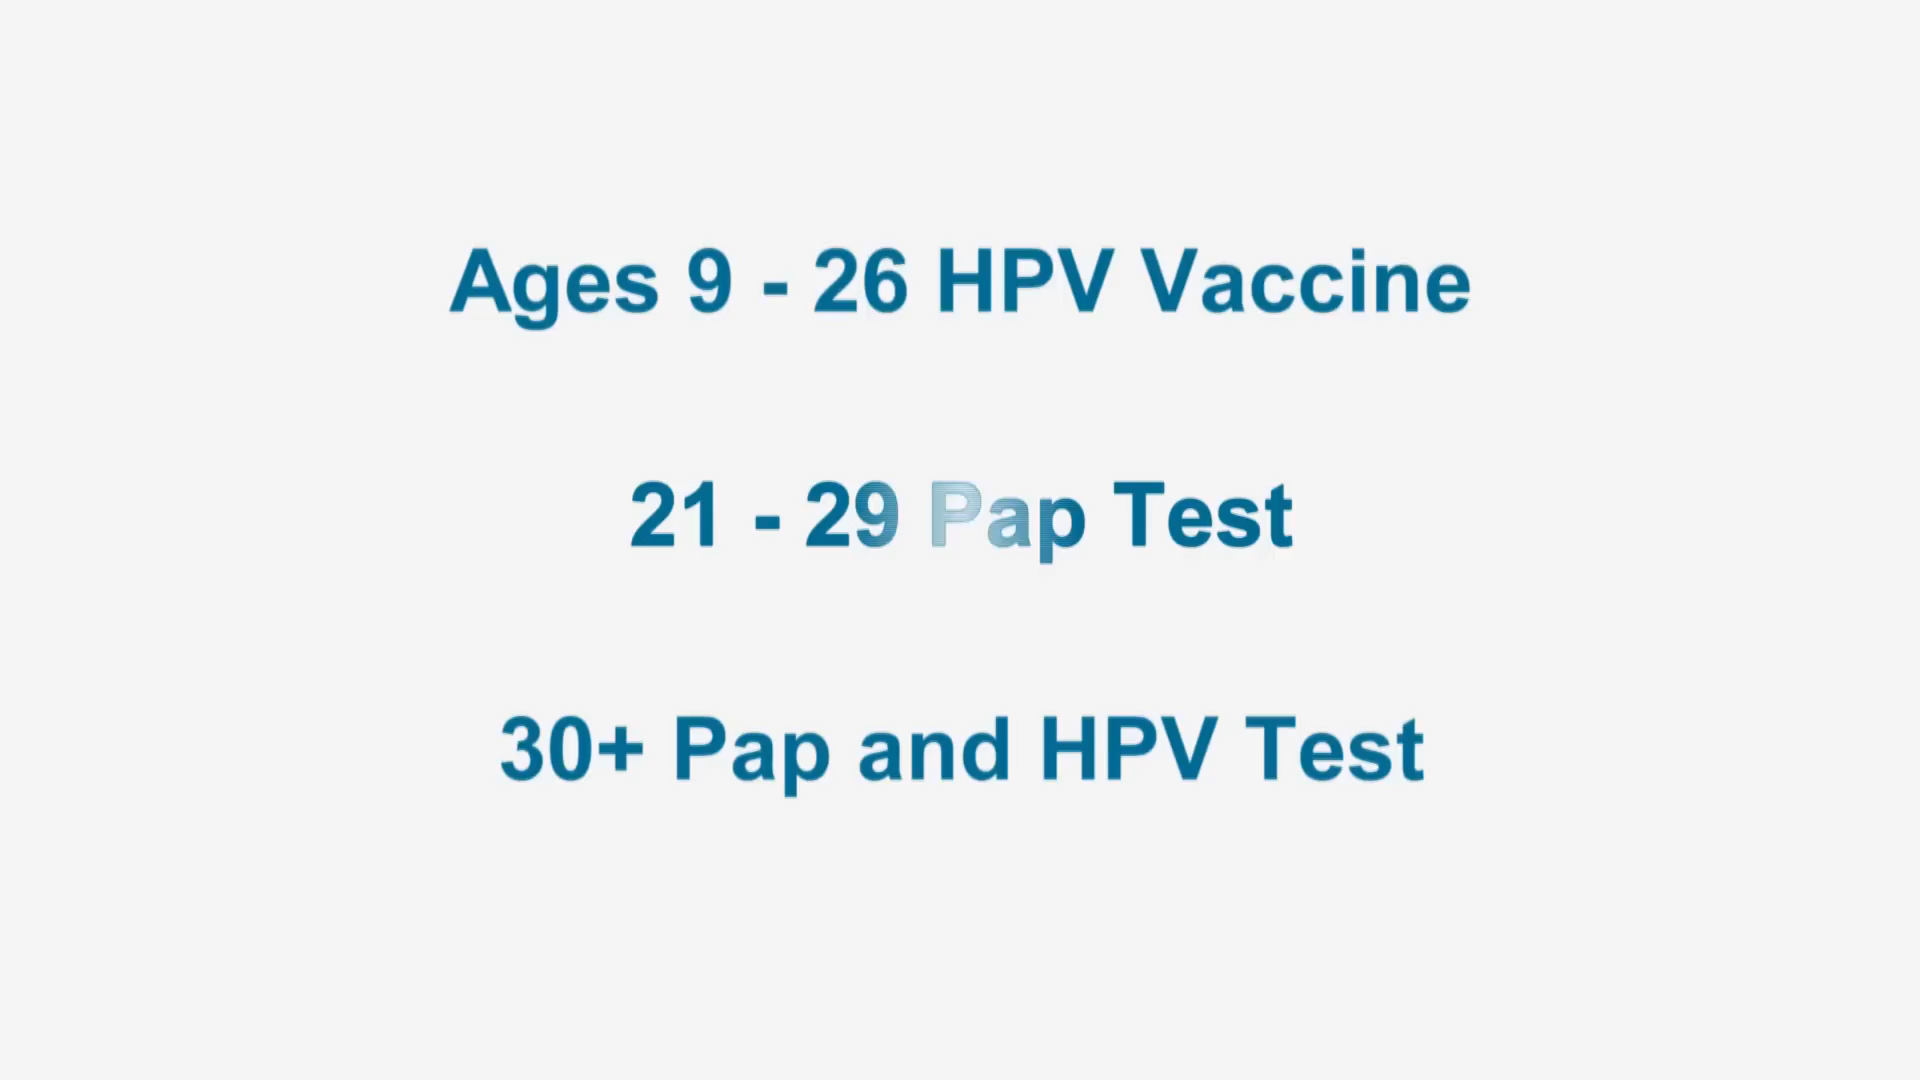 Ages 9 - 26 HPV Vaccine
21 - 29 Pap Test
30+ Pap and HPV Test